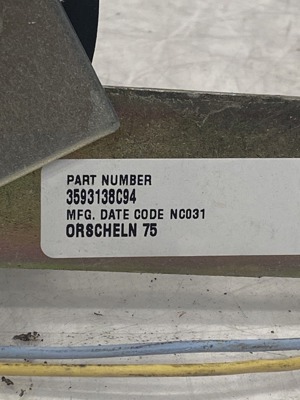 PART NUMBER
3593138C94
MFG. DATE CODE NC031
ORSCHELN 75